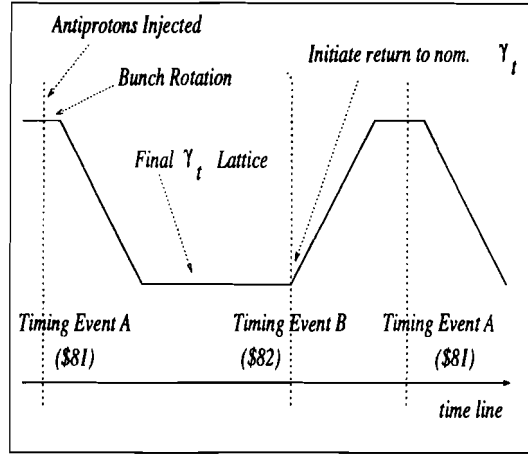 Antiprotons Injected
Bunch Rotation
Initiate return to nom. γt
Final γt Lattice
Timing Event A
($81)
Timing Event B
($82)
Timing Event A
($81)
time line